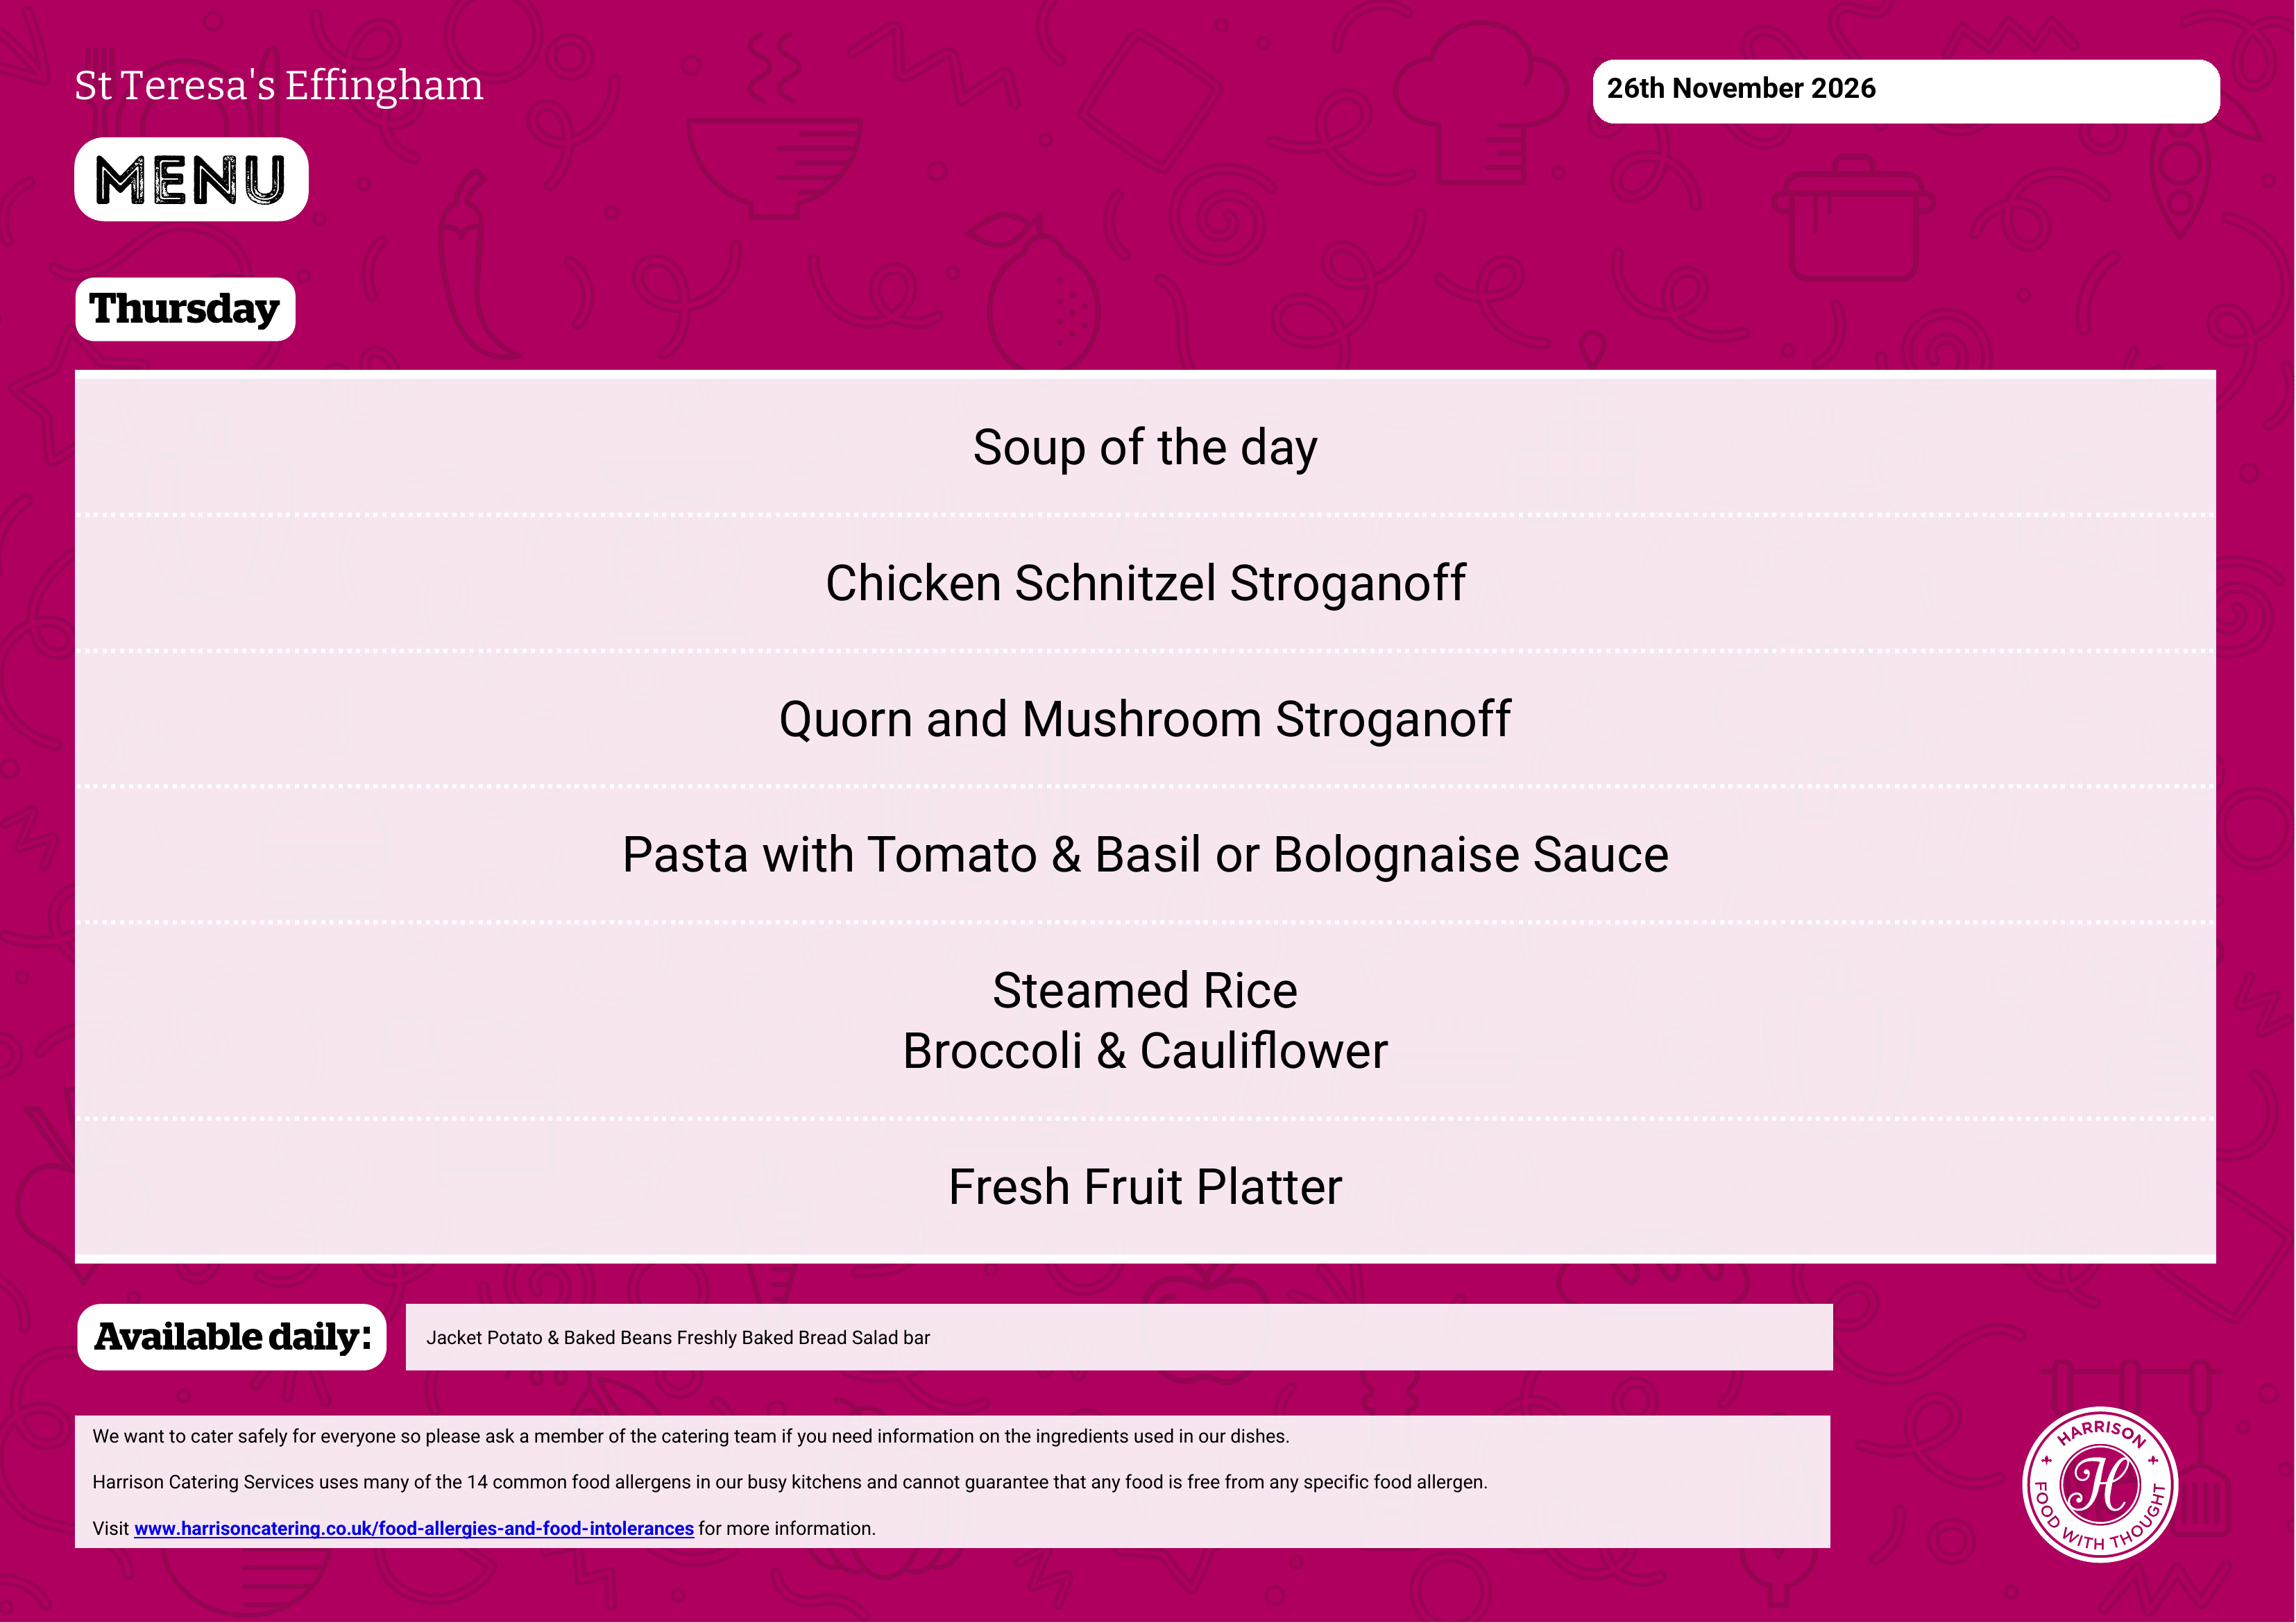 St Teresa's Effingham
26th November 2026
MENU
Thursday
Soup of the day
Chicken Schnitzel Stroganoff
Quorn and Mushroom Stroganoff
Pasta with Tomato & Basil or Bolognaise Sauce
Steamed Rice
Broccoli & Cauliflower
Fresh Fruit Platter
Available daily:
Jacket Potato & Baked Beans Freshly Baked Bread Salad bar
We want to cater safely for everyone so please ask a member of the catering team if you need information on the ingredients used in our dishes.
Harrison Catering Services uses many of the 14 common food allergens in our busy kitchens and cannot guarantee that any food is free from any specific food allergen.
Visit www.harrisoncatering.co.uk/food-allergies-and-food-intolerances for more information.
HARRISON
H
FOOD WITH THOUGHT